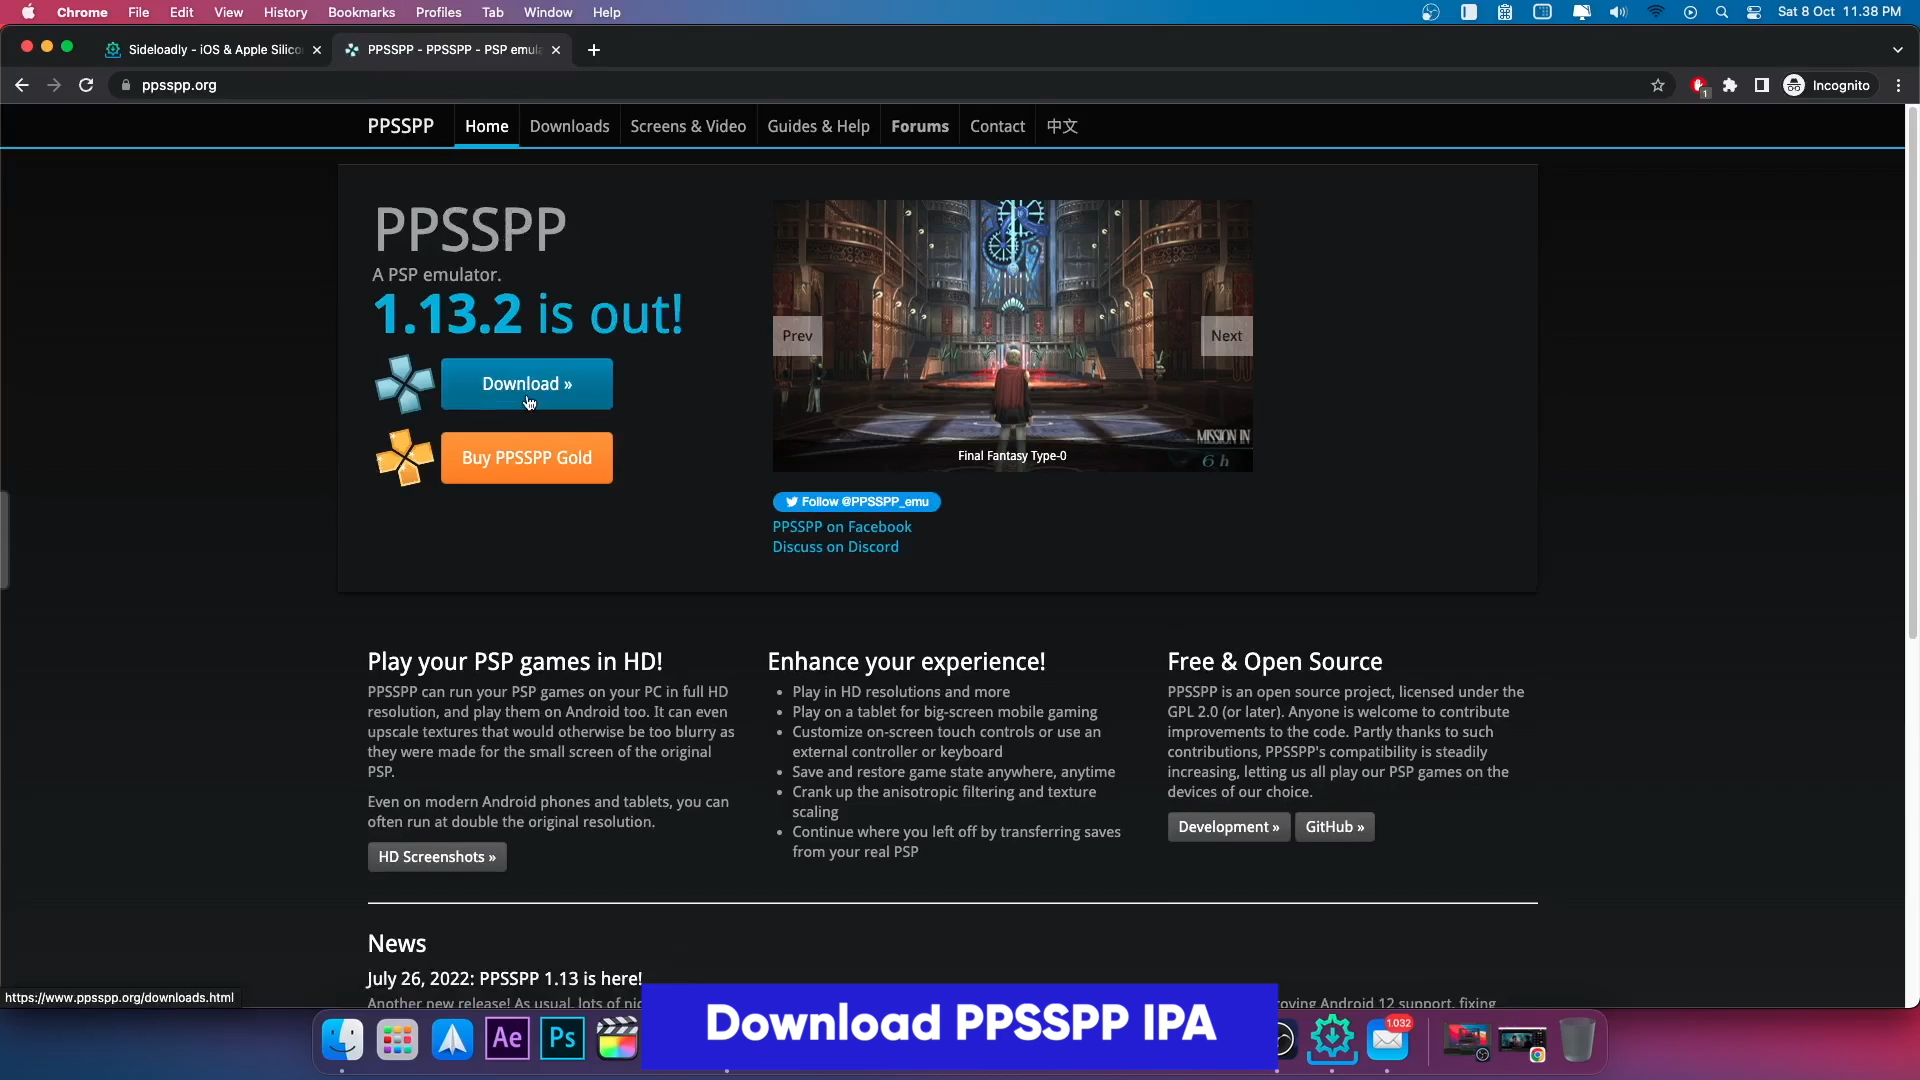 Chrome File Edit View History Bookmarks Profiles Tab Window Help
Sat 8 Oct 11.38 PM
Sideloadly - iOS & Apple Silico
PPSSPP - PPSSPP - PSP emula
ppsspp.org
1
Incognito
PPSSPP
Home
Downloads
Screens & Video
Guides & Help
Forums
Contact
中文
PPSSPP
A PSP emulator.
1.13.2 is out!
Download »
Buy PPSSPP Gold
Prev
Next
MISSION IN
6 h
Final Fantasy Type-0
Follow @PPSSPP_emu
PPSSPP on Facebook
Discuss on Discord
Play your PSP games in HD!
PPSSPP can run your PSP games on your PC in full HD
resolution, and play them on Android too. It can even
upscale textures that would otherwise be too blurry as
they were made for the small screen of the original
PSP.
Even on modern Android phones and tablets, you can
often run at double the original resolution.
HD Screenshots »
Enhance your experience!
• Play in HD resolutions and more
• Play on a tablet for big-screen mobile gaming
• Customize on-screen touch controls or use an
external controller or keyboard
• Save and restore game state anywhere, anytime
• Crank up the anisotropic filtering and texture
scaling
• Continue where you left off by transferring saves
from your real PSP
Free & Open Source
PPSSPP is an open source project, licensed under the
GPL 2.0 (or later). Anyone is welcome to contribute
improvements to the code. Partly thanks to such
contributions, PPSSPP's compatibility is steadily
increasing, letting us all play our PSP games on the
devices of our choice.
Development »
GitHub »
News
July 26, 2022: PPSSPP 1.13 is here!
Another new release! As usual, lots of
Android 12 support, fixing
https://www.ppsspp.org/downloads.html
Ae
Ps
Download PPSSPP IPA
1.032